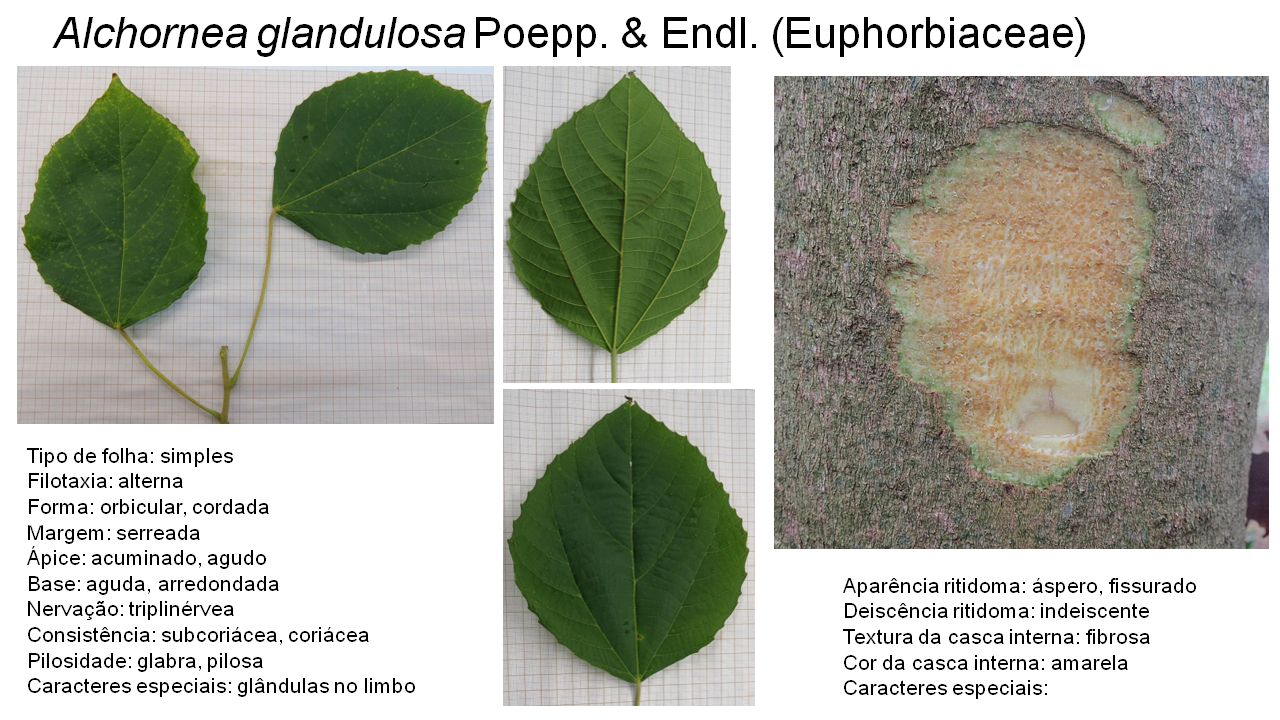 Alchornea glandulosa Poepp. & Endl. (Euphorbiaceae)
Tipo de folha: simples
Filotaxia: alterna
Forma: orbicular, cordada
Margem: serreada
Ápice: acuminado, agudo
Base: aguda, arredondada
Nervação: triplinérvea
Consistência: subcoriácea, coriácea
Pilosidade: glabra, pilosa
Caracteres especiais: glândulas no limbo
Aparência ritidoma: áspero, fissurado
Deiscência ritidoma: indeiscente
Textura da casca interna: fibrosa
Cor da casca interna: amarela
Caracteres especiais: